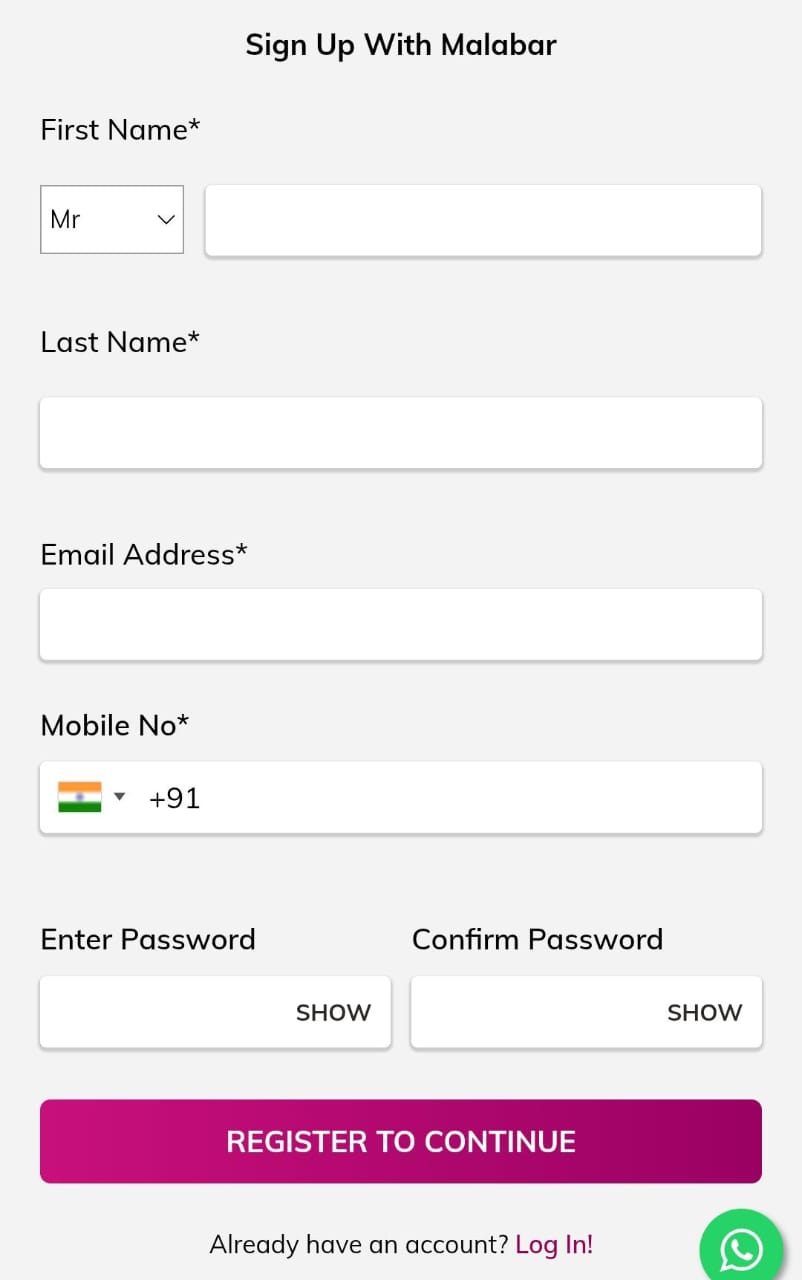 Sign Up With Malabar
First Name*
Mr
Last Name*
Email Address*
Mobile No*
+91
Enter Password Confirm Password
SHOW SHOW
REGISTER TO CONTINUE
Already have an account? Log In!